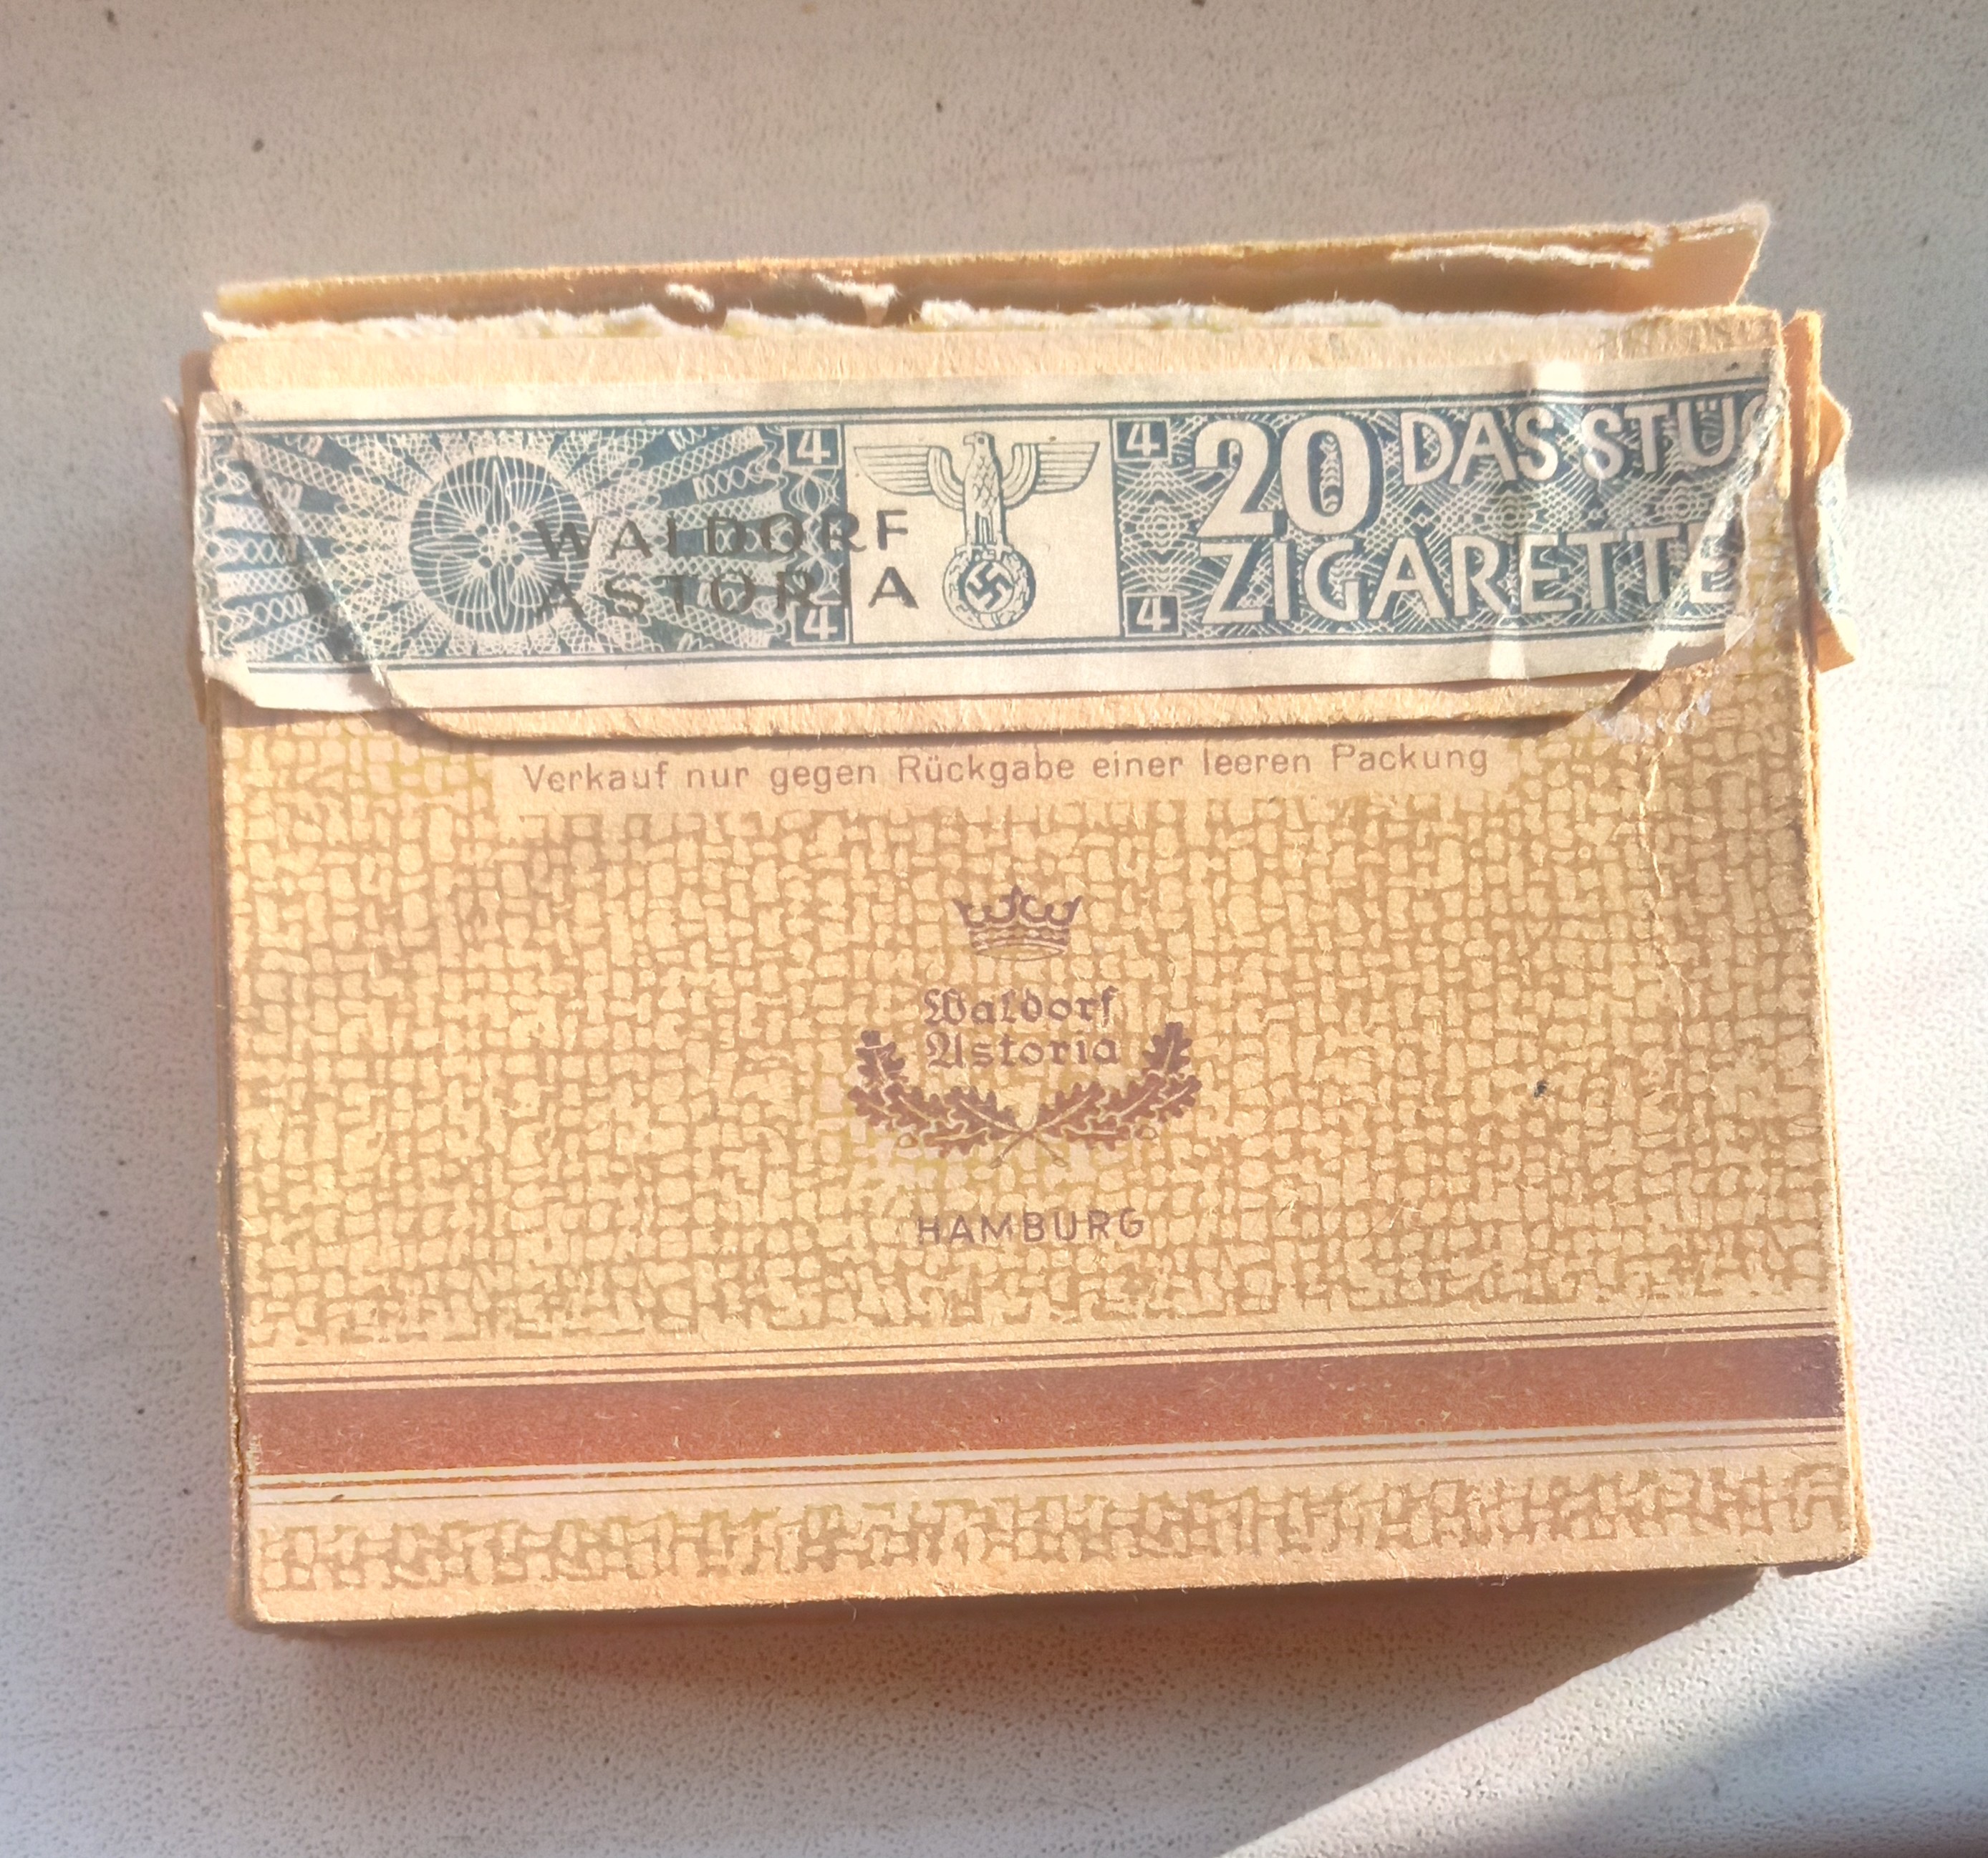 4 4 20 DAS STÜ
WALDORF
ASTORIA
ZIGARETTE
4 4
Verkauf nur gegen Rückgabe einer leeren Packung
Waldorf
Astoria
HAMBURG